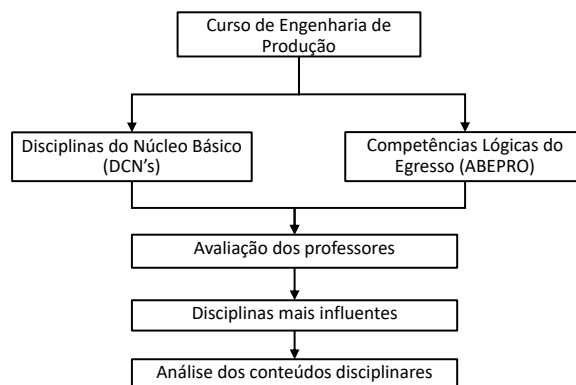 Curso de Engenharia de
Produção
Disciplinas do Núcleo Básico
(DCN's)
Competências Lógicas do
Egresso (ABEPRO)
Avaliação dos professores
Disciplinas mais influentes
Análise dos conteúdos disciplinares